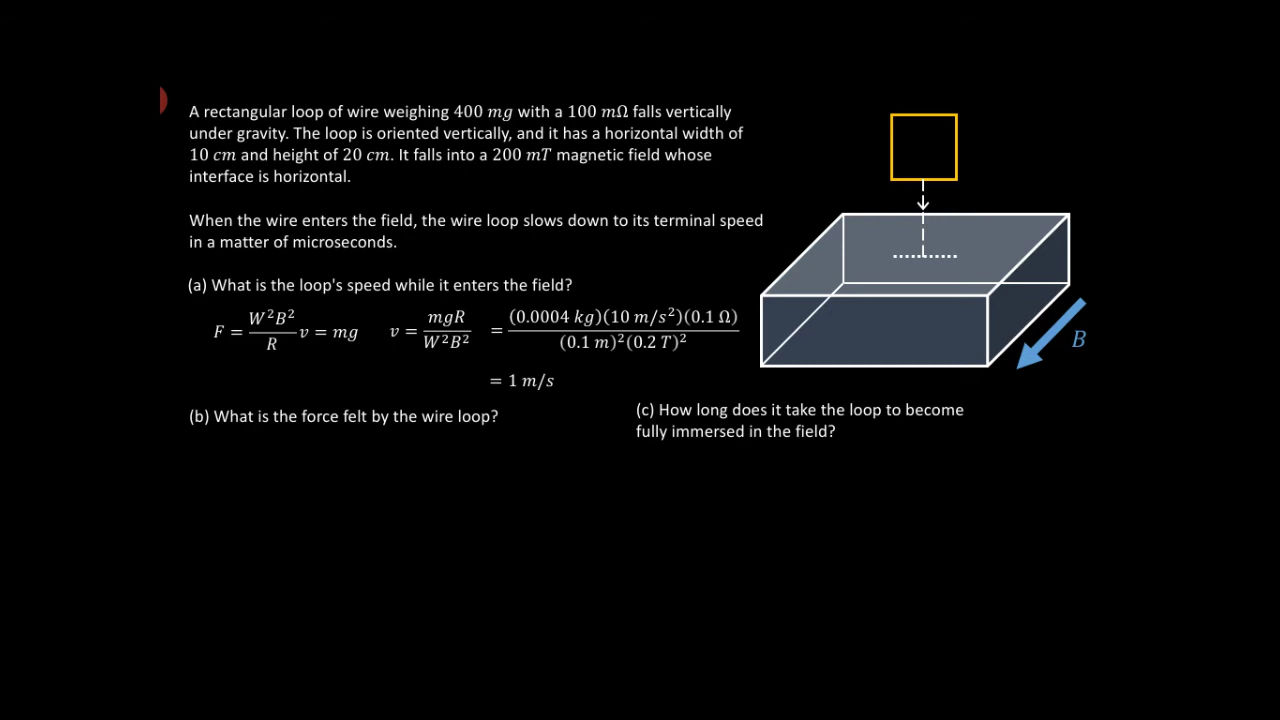 A rectangular loop of wire weighing 400 mg with a 100 mΩ falls vertically
under gravity. The loop is oriented vertically, and it has a horizontal width of
10 cm and height of 20 cm. It falls into a 200 mT magnetic field whose
interface is horizontal.
When the wire enters the field, the wire loop slows down to its terminal speed
in a matter of microseconds.
(a) What is the loop's speed while it enters the field?
F = W²B²/R v = mg v = mgR/W²B² = (0.0004 kg)(10 m/s²)(0.1 Ω)/(0.1 m)²(0.2 T)²
= 1 m/s
(b) What is the force felt by the wire loop?
(c) How long does it take the loop to become
fully immersed in the field?
B